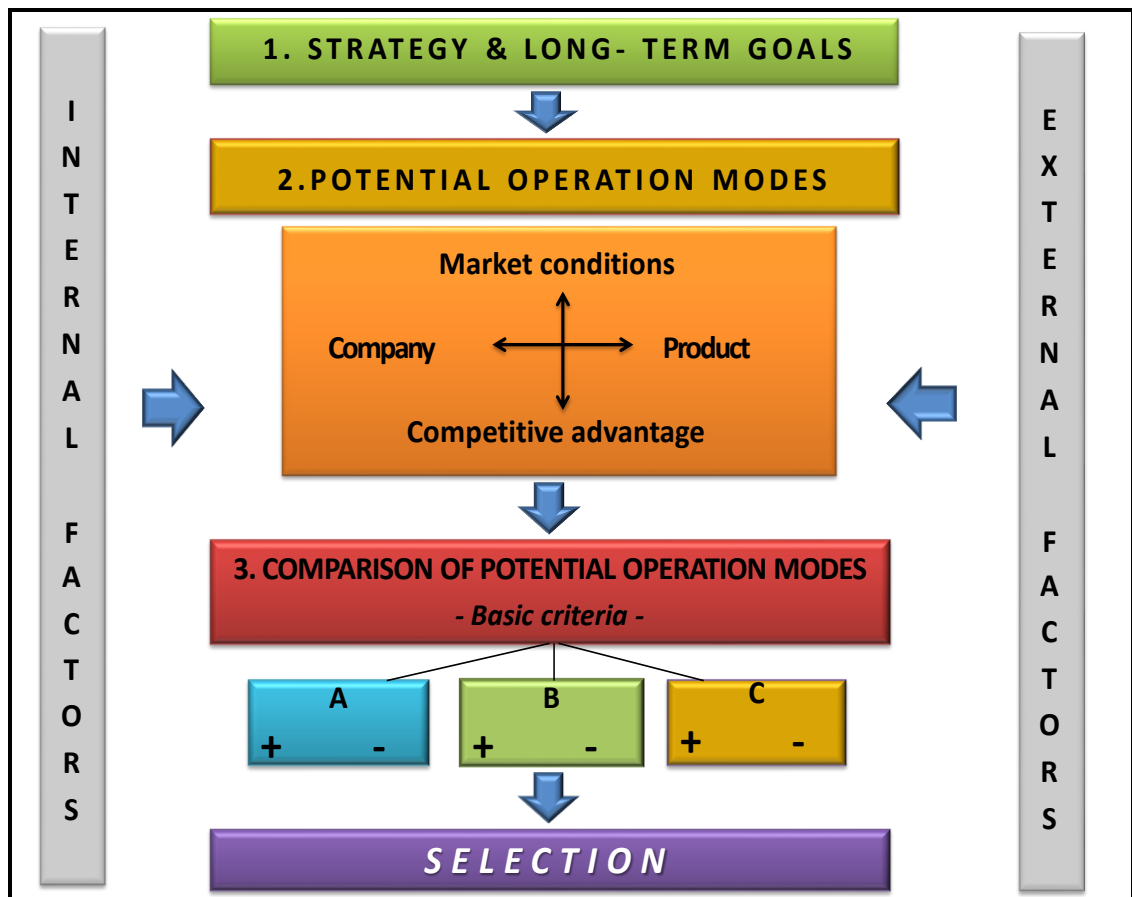 1. STRATEGY & LONG- TERM GOALS
INTERNAL FACTORS
EXTERNAL FACTORS
2.POTENTIAL OPERATION MODES
Market conditions
Company Product
Competitive advantage
3. COMPARISON OF POTENTIAL OPERATION MODES
- Basic criteria -
A B C
+ - + - + -
SELECTION